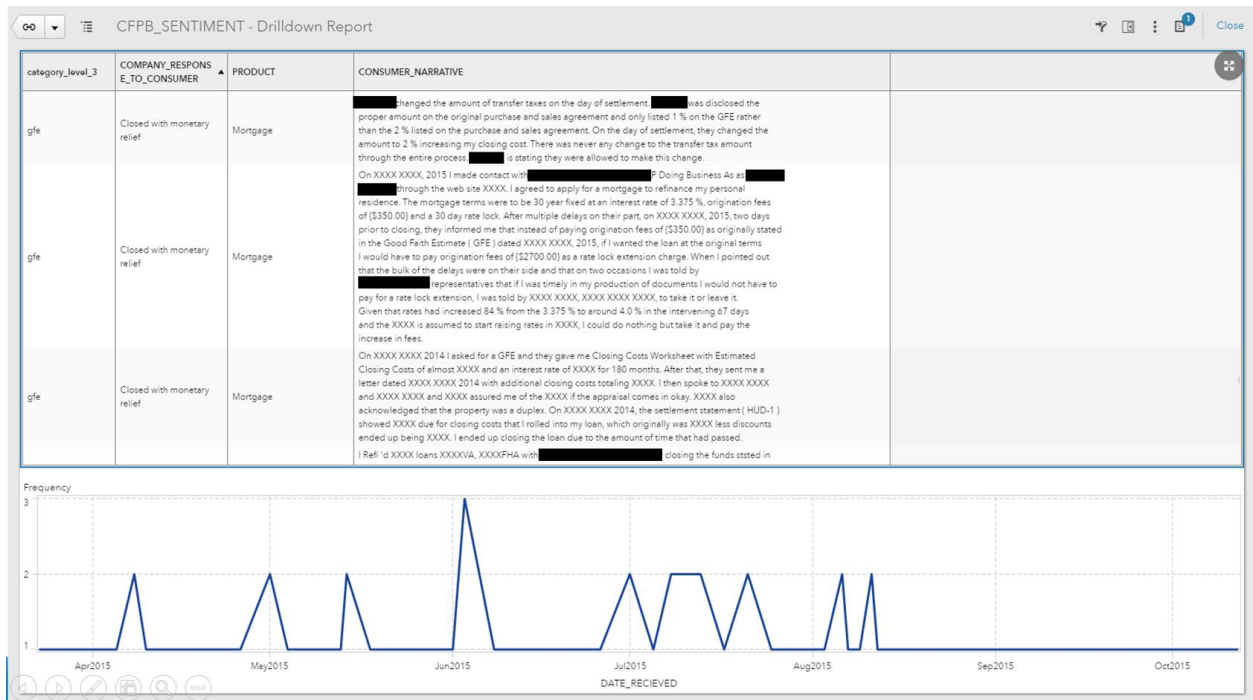 CFPB_SENTIMENT - Drilldown Report
1
Close
category_level_3
COMPANY_RESPONS
E_TO_CONSUMER
PRODUCT
CONSUMER_NARRATIVE
gfe
Closed with monetary
relief
Mortgage
changed the amount of transfer taxes on the day of settlement. was disclosed the
proper amount on the original purchase and sales agreement and only listed 1 % on the GFE rather
than the 2 % listed on the purchase and sales agreement. On the day of settlement, they changed the
amount to 2 % increasing my closing cost. There was never any change to the transfer tax amount
through the entire process. is stating they were allowed to make this change.
gfe
Closed with monetary
relief
Mortgage
On XXXX XXXX, 2015 I made contact with P Doing Business As as
through the web site XXXX. I agreed to apply for a mortgage to refinance my personal
residence. The mortgage terms were to be 30 year fixed at an interest rate of 3.375 %, origination fees
of {$350.00} and a 30 day rate lock. After multiple delays on their part, on XXXX XXXX, 2015, two days
prior to closing, they informed me that instead of paying origination fees of {$350.00} as originally stated
in the Good Faith Estimate ( GFE ) dated XXXX XXXX, 2015, if I wanted the loan at the original terms
I would have to pay origination fees of {$2700.00} as a rate lock extension charge. When I pointed out
that the bulk of the delays were on their side and that on two occasions I was told by
representatives that if I was timely in my production of documents I would not have to
pay for a rate lock extension, I was told by XXXX XXXX, XXXX XXXX XXXX, to take it or leave it.
Given that rates had increased 84 % from the 3.375 % to around 4.0 % in the intervening 67 days
and the XXXX is assumed to start raising rates in XXXX, I could do nothing but take it and pay the
increase in fees.
gfe
Closed with monetary
relief
Mortgage
On XXXX XXXX 2014 I asked for a GFE and they gave me Closing Costs Worksheet with Estimated
Closing Costs of almost XXXX and an interest rate of XXXX for 180 months. After that, they sent me a
letter dated XXXX XXXX 2014 with additional closing costs totaling XXXX. I then spoke to XXXX XXXX
and XXXX XXXX and XXXX assured me of the XXXX if the appraisal comes in okay. XXXX also
acknowledged that the property was a duplex. On XXXX XXXX 2014, the settlement statement ( HUD-1 )
showed XXXX due for closing costs that I rolled into my loan, which originally was XXXX less discounts
ended up being XXXX. I ended up closing the loan due to the amount of time that had passed.
I Refi 'd XXXX loans XXXXVA, XXXXFHA with closing the funds ststed in
Frequency
3
2
1
Apr2015
May2015
Jun2015
Jul2015
Aug2015
Sep2015
Oct2015
DATE_RECIEVED